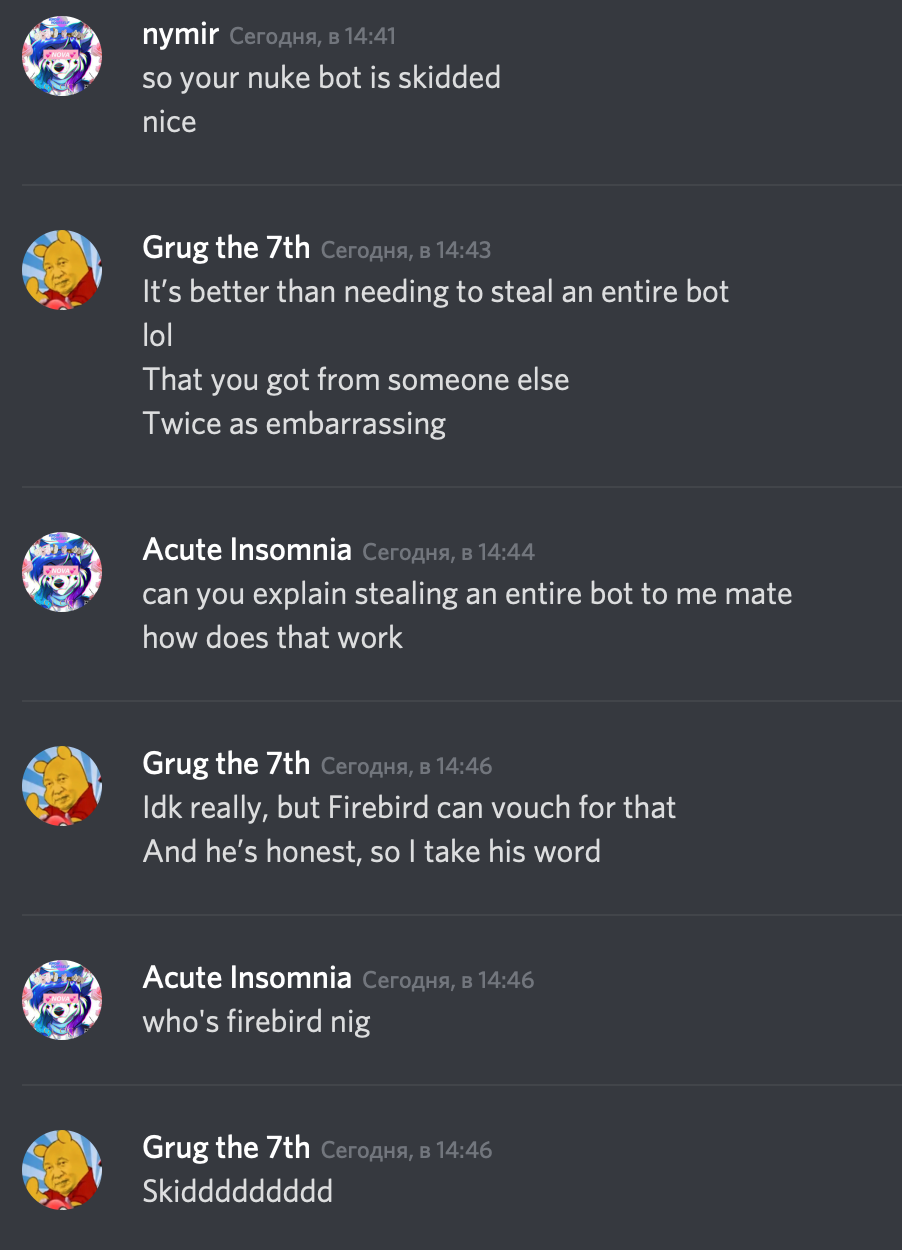 nymir Сегодня, в 14:41
so your nuke bot is skidded
nice
Grug the 7th Сегодня, в 14:43
It's better than needing to steal an entire bot
lol
That you got from someone else
Twice as embarrassing
Acute Insomnia Сегодня, в 14:44
can you explain stealing an entire bot to me mate
how does that work
Grug the 7th Сегодня, в 14:46
Idk really, but Firebird can vouch for that
And he's honest, so I take his word
Acute Insomnia Сегодня, в 14:46
who's firebird nig
Grug the 7th Сегодня, в 14:46
Skiddddddddd